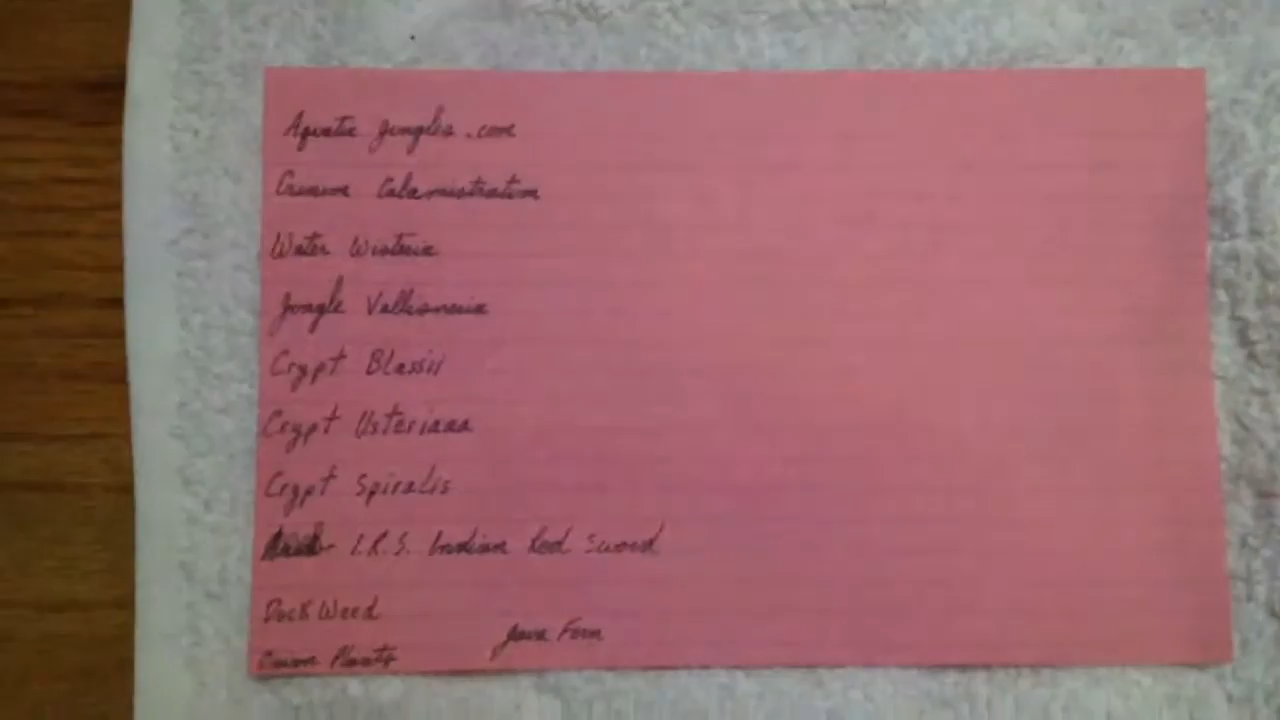 Aquatic Jungles.com
Crinum Calamistratum
Water Wisteria
Jungle Vallisneria
Crypt Blassii
Crypt Usteriana
Crypt Spiralis
I.R.S. Indian Red Sword
Duck Weed
Java Fern
Onion Plants